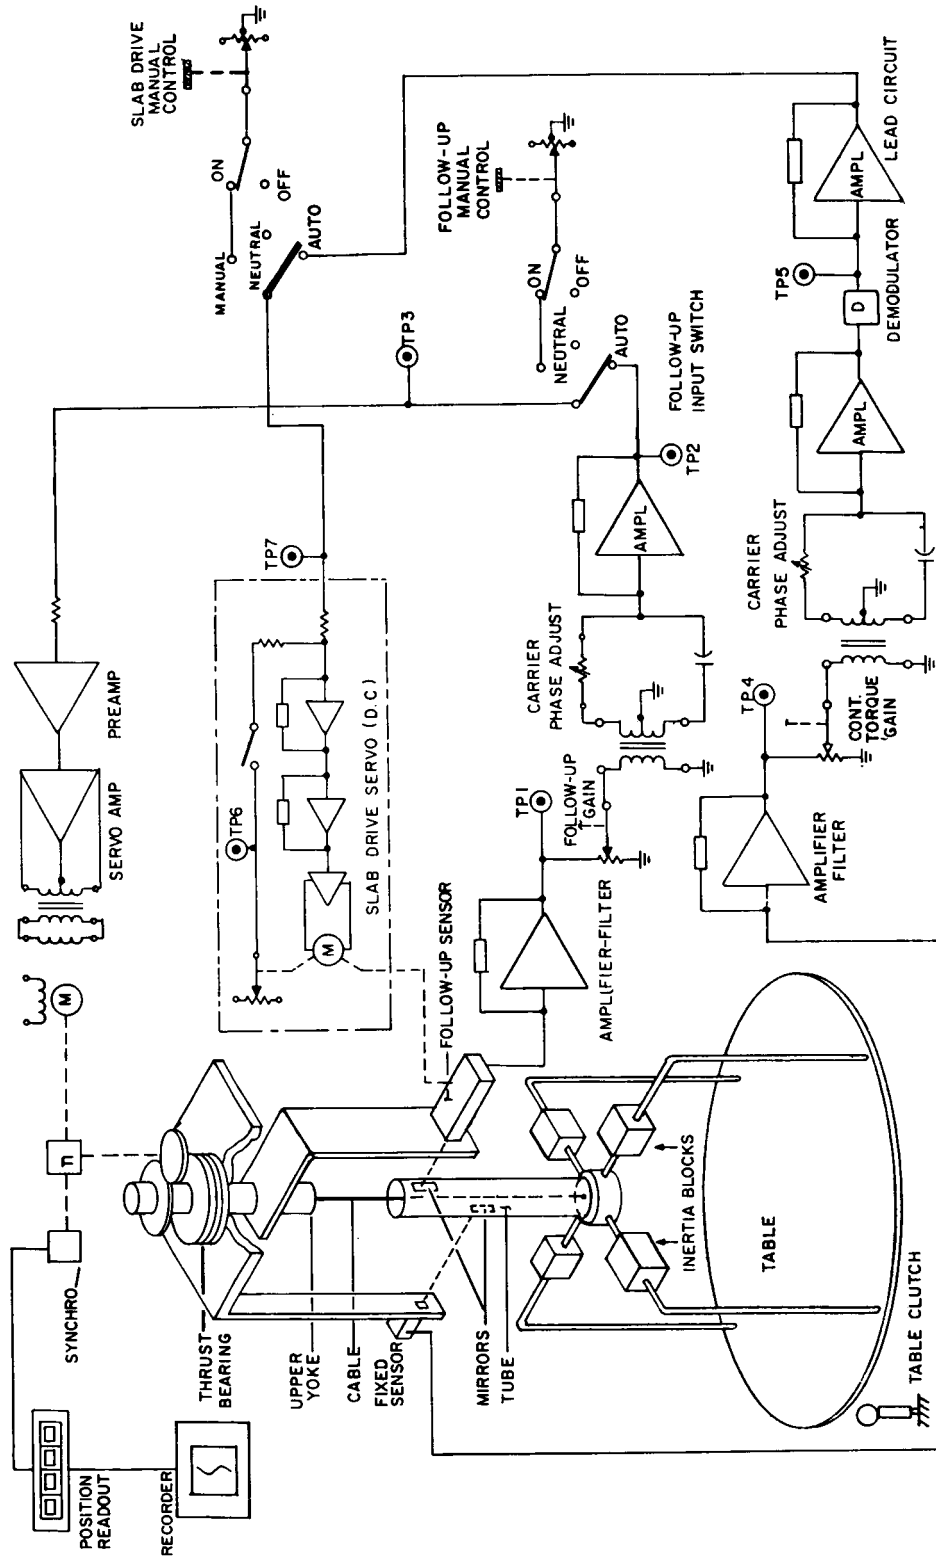 SLAB DRIVE
MANUAL
CONTROL
ON
OFF
MANUAL
NEUTRAL
AUTO
FOLLOW-UP
MANUAL
CONTROL
ON
OFF
NEUTRAL
AUTO
FOLLOW-UP
INPUT SWITCH
TP3
TP2
AMPL
LEAD CIRCUIT
AMPL
TP5
D
DEMODULATOR
AMPL
CARRIER
PHASE ADJUST
CARRIER
PHASE ADJUST
TP7
TP6
M
SLAB DRIVE SERVO (D.C)
PREAMP
SERVO AMP
M
n
SYNCHRO
POSITION
READOUT
RECORDER
THRUST
BEARING
UPPER
YOKE
CABLE
FIXED
SENSOR
MIRRORS
TUBE
FOLLOW-UP SENSOR
TP1
FOLLOW-UP
GAIN
AMPLIFIER-FILTER
TP4
CONT.
TORQUE
GAIN
AMPLIFIER
FILTER
INERTIA BLOCKS
TABLE
TABLE CLUTCH